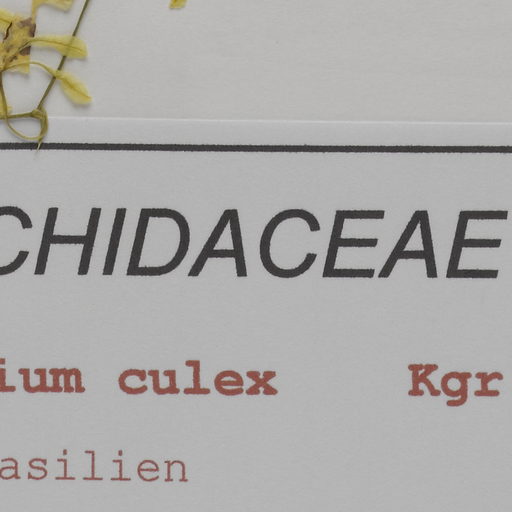 CHIDACEAE
ium culex Kgr
asilien